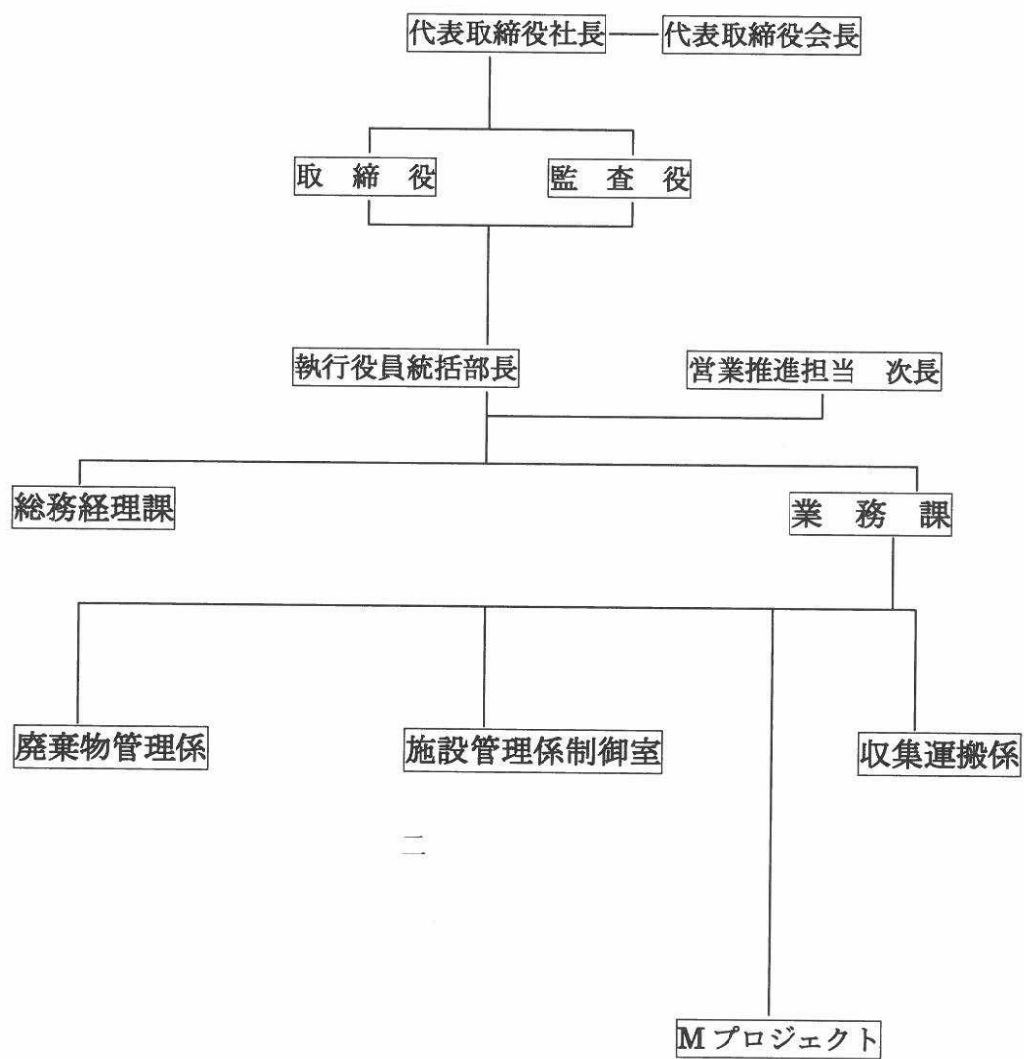 代表取締役社長 代表取締役会長
取 締 役 監 査 役
執行役員統括部長 営業推進担当 次長
総務経理課 業 務 課
廃棄物管理係 施設管理係制御室 収集運搬係
二
Mプロジェクト